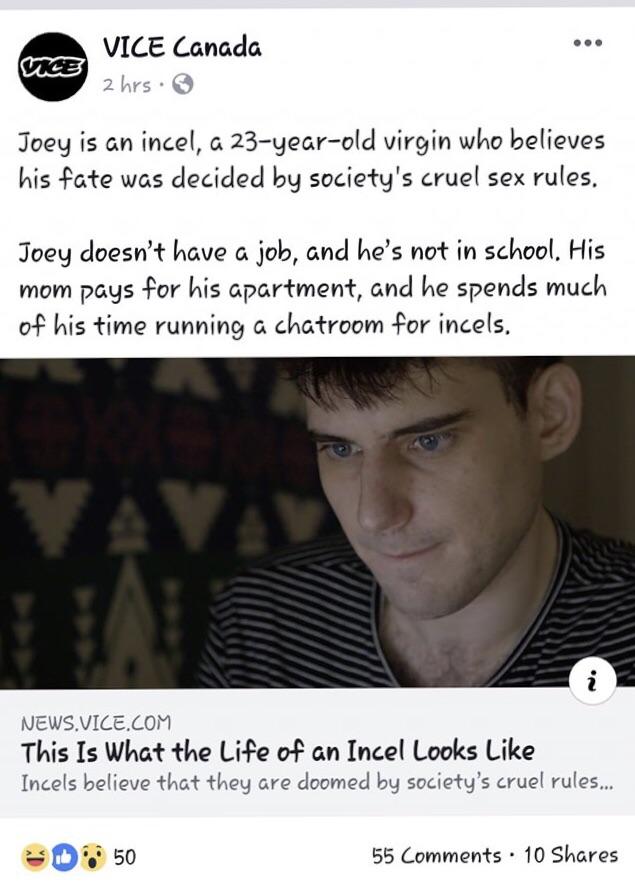 VICE
VICE Canada
2 hrs ·
Joey is an incel, a 23-year-old virgin who believes
his fate was decided by society's cruel sex rules.
Joey doesn't have a job, and he's not in school. His
mom pays for his apartment, and he spends much
of his time running a chatroom for incels.
i
NEWS.VICE.COM
This Is What the Life of an Incel Looks Like
Incels believe that they are doomed by society's cruel rules...
50
55 Comments · 10 Shares